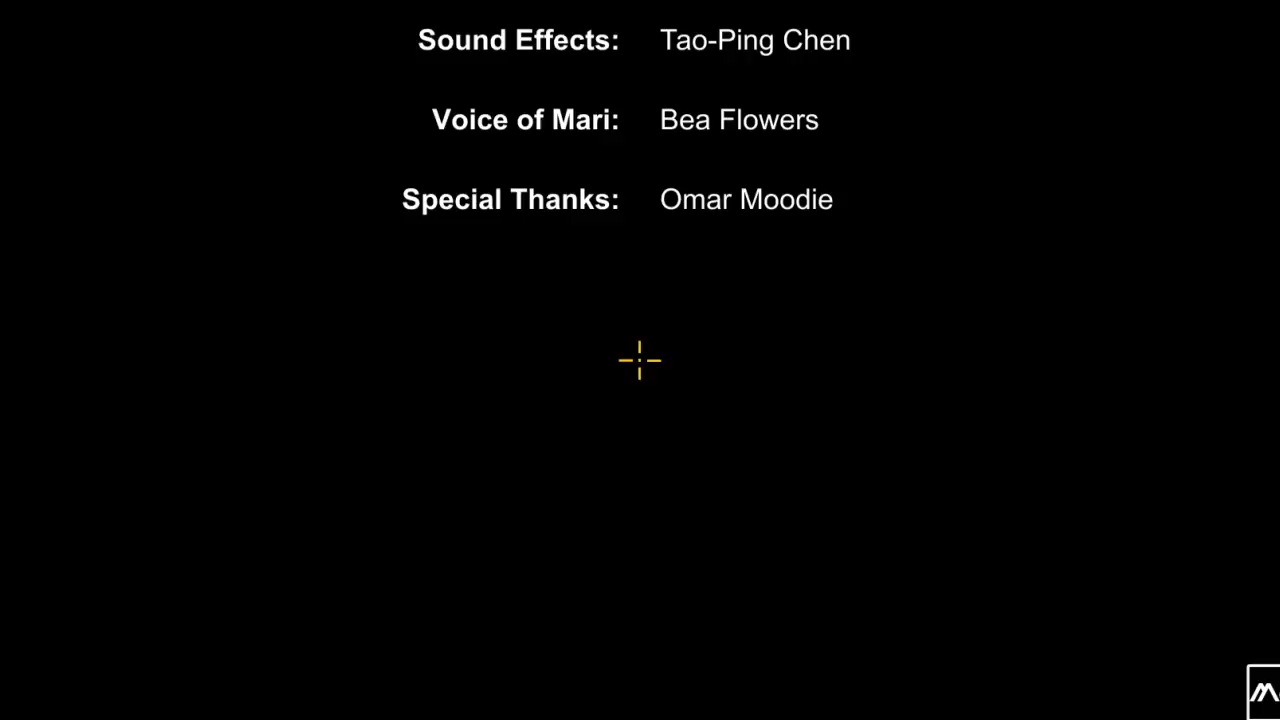 Sound Effects: Tao-Ping Chen
Voice of Mari: Bea Flowers
Special Thanks: Omar Moodie